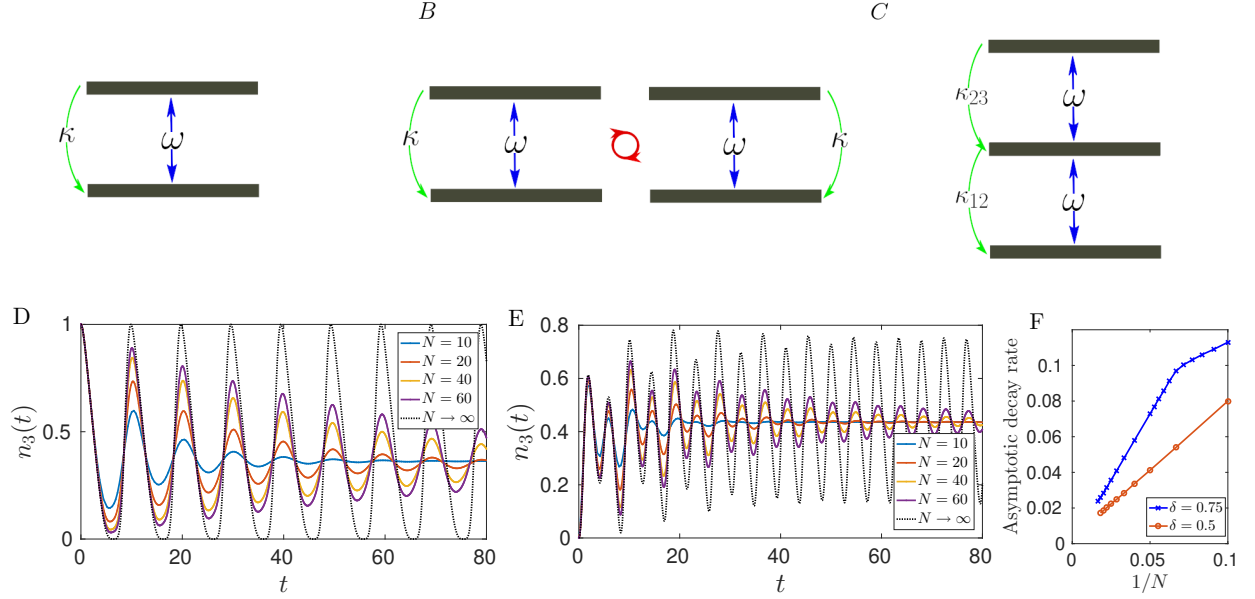 B
C
κ
ω
ω
ω
κ
κ
κ23
ω
κ12
ω
D
n3(t)
1
0.5
0
0
20
40
60
80
t
N = 10
N = 20
N = 40
N = 60
N → ∞
E
n3(t)
0.8
0.6
0.4
0.2
0
0
20
40
60
80
t
N = 10
N = 20
N = 40
N = 60
N → ∞
F
Asymptotic decay rate
0.1
0.08
0.06
0.04
0.02
0
0
0.05
0.1
1/N
δ = 0.75
δ = 0.5